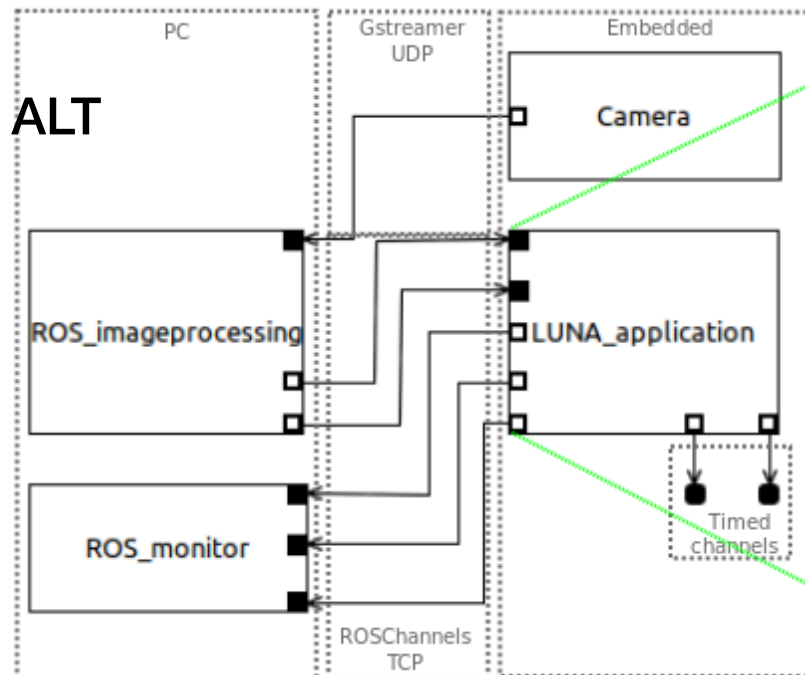 PC
Gstreamer
UDP
Embedded
ALT
Camera
ROS_imageprocessing
LUNA_application
ROS_monitor
Timed
channels
ROSChannels
TCP